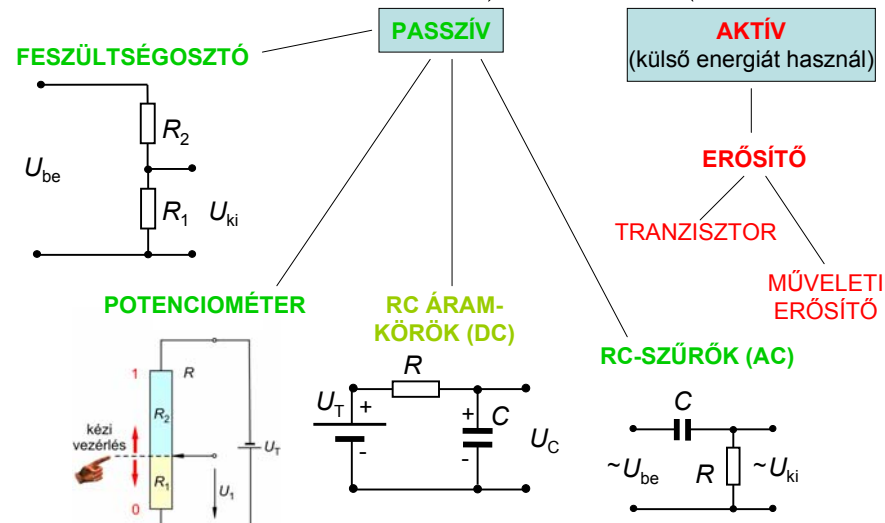 PASSZÍV
AKTÍV
(külső energiát használ)
FESZÜLTSÉGOSZTÓ
R2
Ube
R1
Uki
ERŐSÍTŐ
TRANZISZTOR
MŰVELETI
ERŐSÍTŐ
POTENCIOMÉTER
1
R
R2
kézi
vezérlés
UT
R1
U1
0
RC ÁRAM-
KÖRÖK (DC)
R
UT
+
+
C
-
-
UC
RC-SZŰRŐK (AC)
C
~Ube
R
~Uki